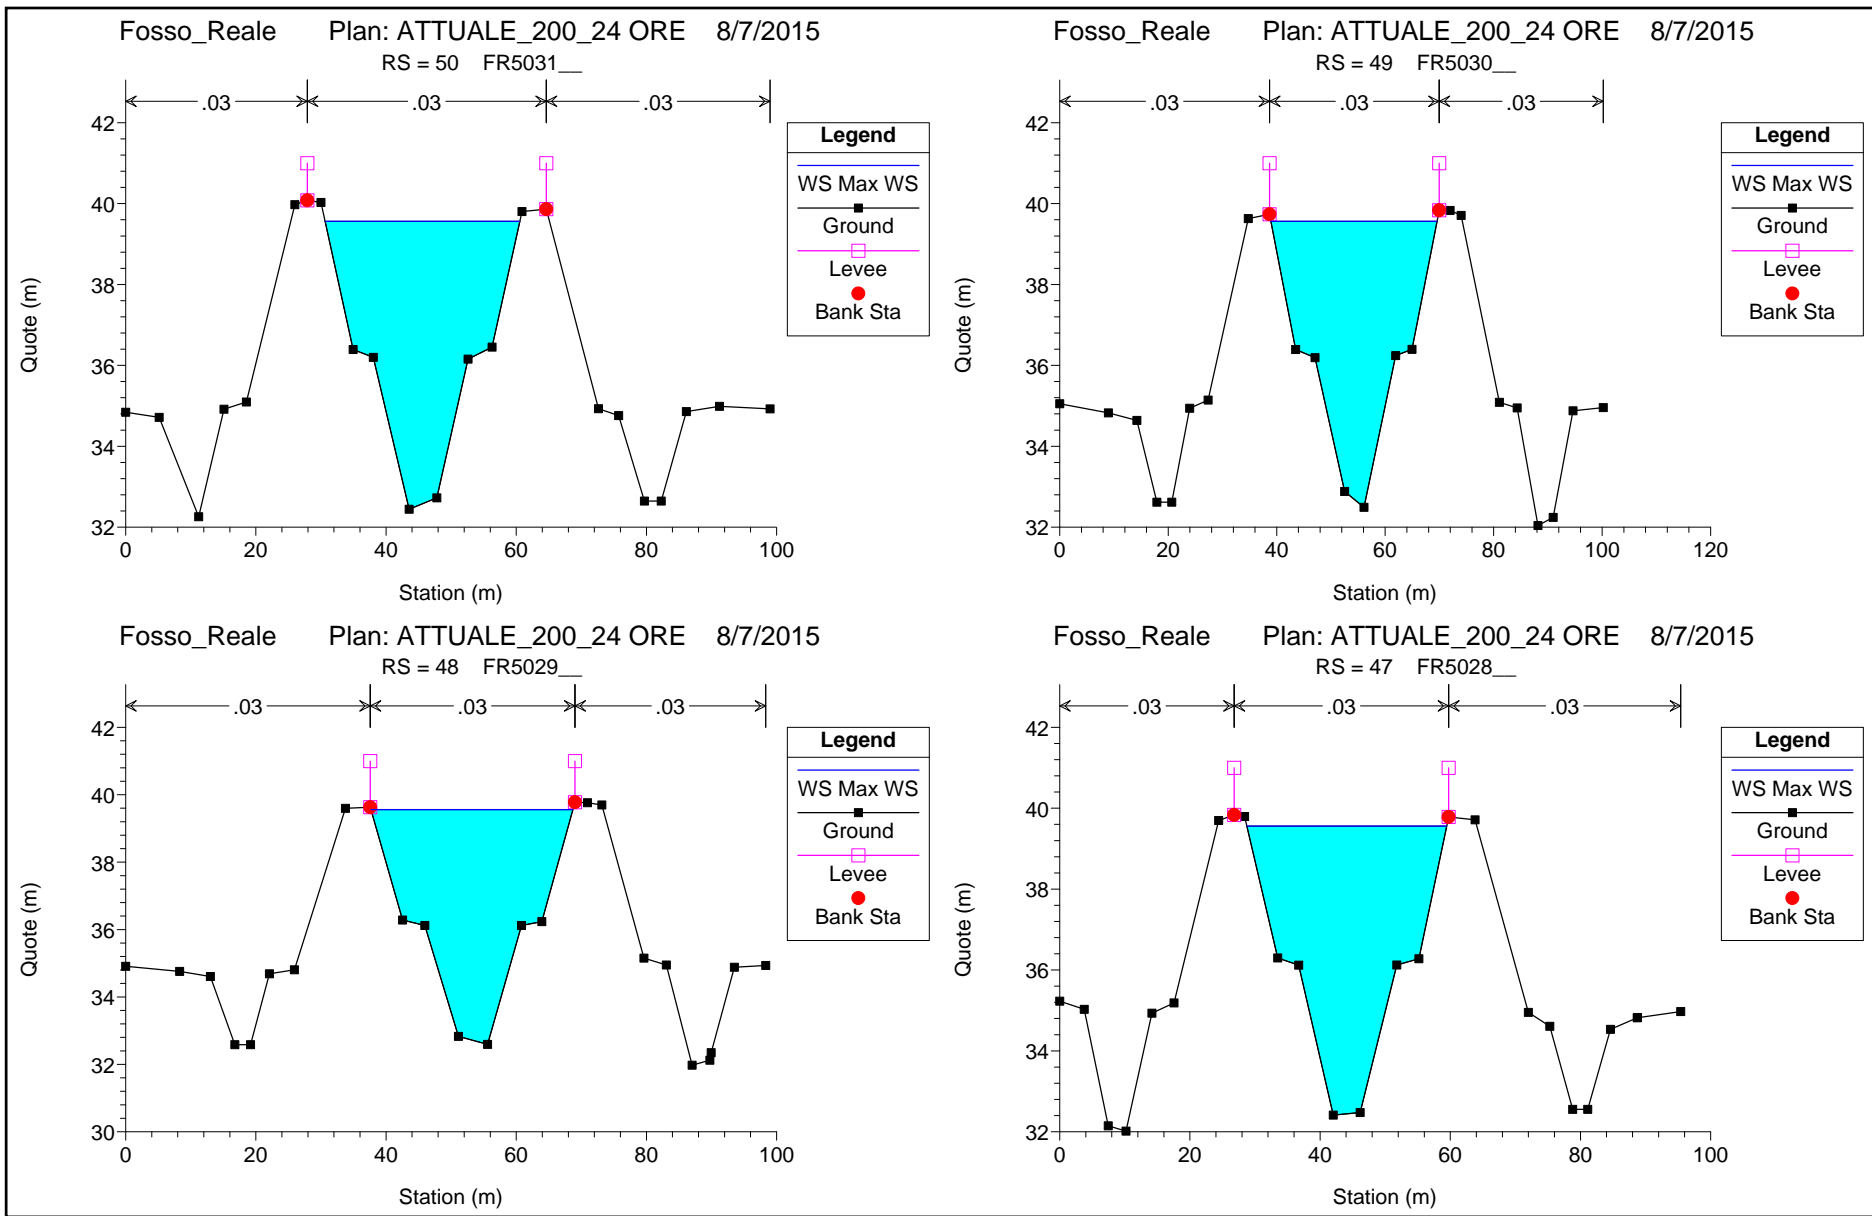 Fosso_Reale Plan: ATTUALE_200_24 ORE 8/7/2015
RS = 50 FR5031__
.03 .03 .03
42
40
38
36
34
32
0 20 40 60 80 100
Quote (m)
Station (m)
Legend
WS Max WS
Ground
Levee
Bank Sta
Fosso_Reale Plan: ATTUALE_200_24 ORE 8/7/2015
RS = 49 FR5030__
.03 .03 .03
42
40
38
36
34
32
0 20 40 60 80 100 120
Quote (m)
Station (m)
Legend
WS Max WS
Ground
Levee
Bank Sta
Fosso_Reale Plan: ATTUALE_200_24 ORE 8/7/2015
RS = 48 FR5029__
.03 .03 .03
42
40
38
36
34
32
30
0 20 40 60 80 100
Quote (m)
Station (m)
Legend
WS Max WS
Ground
Levee
Bank Sta
Fosso_Reale Plan: ATTUALE_200_24 ORE 8/7/2015
RS = 47 FR5028__
.03 .03 .03
42
40
38
36
34
32
0 20 40 60 80 100
Quote (m)
Station (m)
Legend
WS Max WS
Ground
Levee
Bank Sta